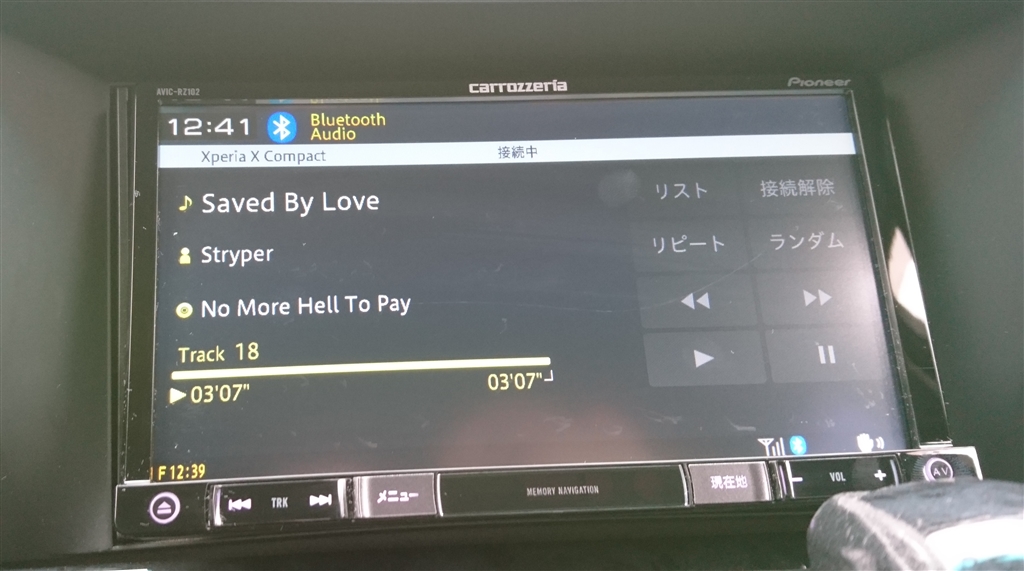 AVIC-RZ102
carrozzeria
Pioneer
12:41
Bluetooth
Audio
Xperia X Compact
接続中
Saved By Love
リスト
接続解除
Stryper
リピート
ランダム
No More Hell To Pay
Track 18
03'07"
03'07"
F 12:39
TRK
メニュー
MEMORY NAVIGATION
現在地
− VOL +
AV